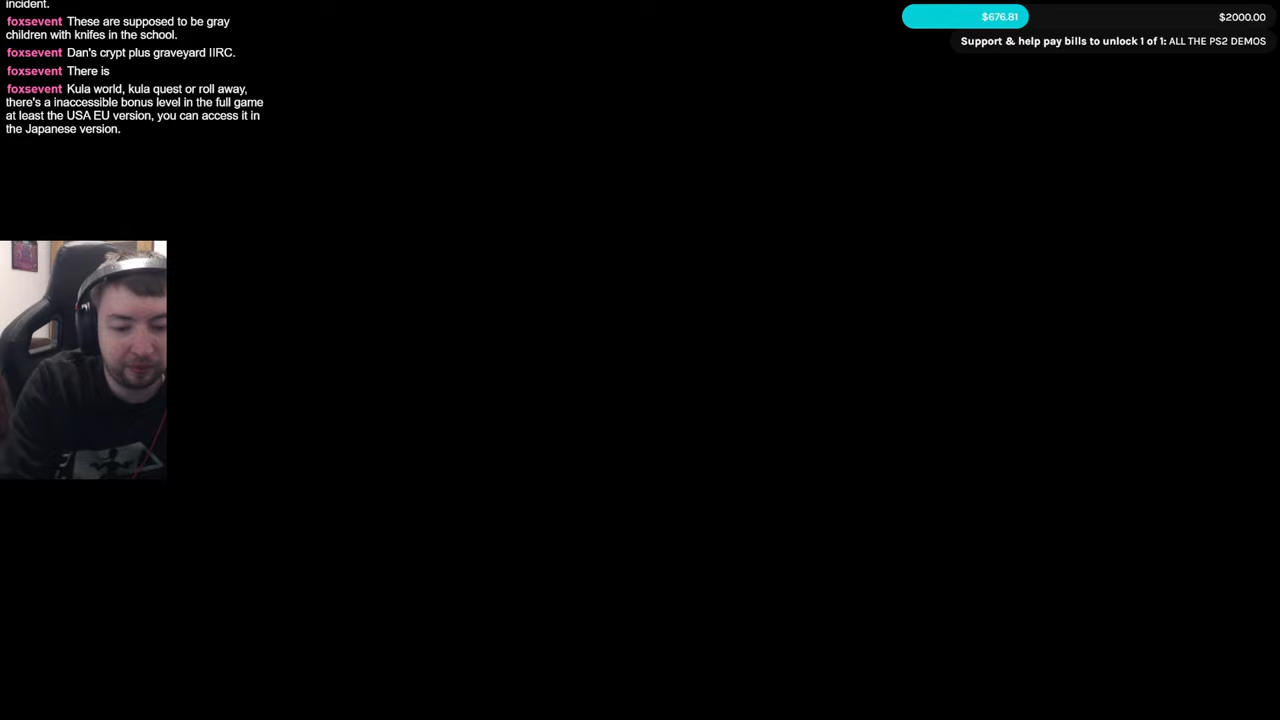 incident.
foxsevent These are supposed to be gray
children with knifes in the school.
foxsevent Dan's crypt plus graveyard IIRC.
foxsevent There is
foxsevent Kula world, kula quest or roll away,
there's a inaccessible bonus level in the full game
at least the USA EU version, you can access it in
the Japanese version.
$676.81 $2000.00
Support & help pay bills to unlock 1 of 1: ALL THE PS2 DEMOS